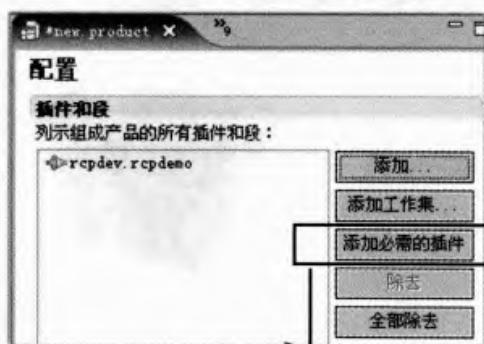 *new.product
»9
配置
插件和段
列示组成产品的所有插件和段：
rcpdev.rcpdemo
添加...
添加工作集...
添加必需的插件
除去
全部除去